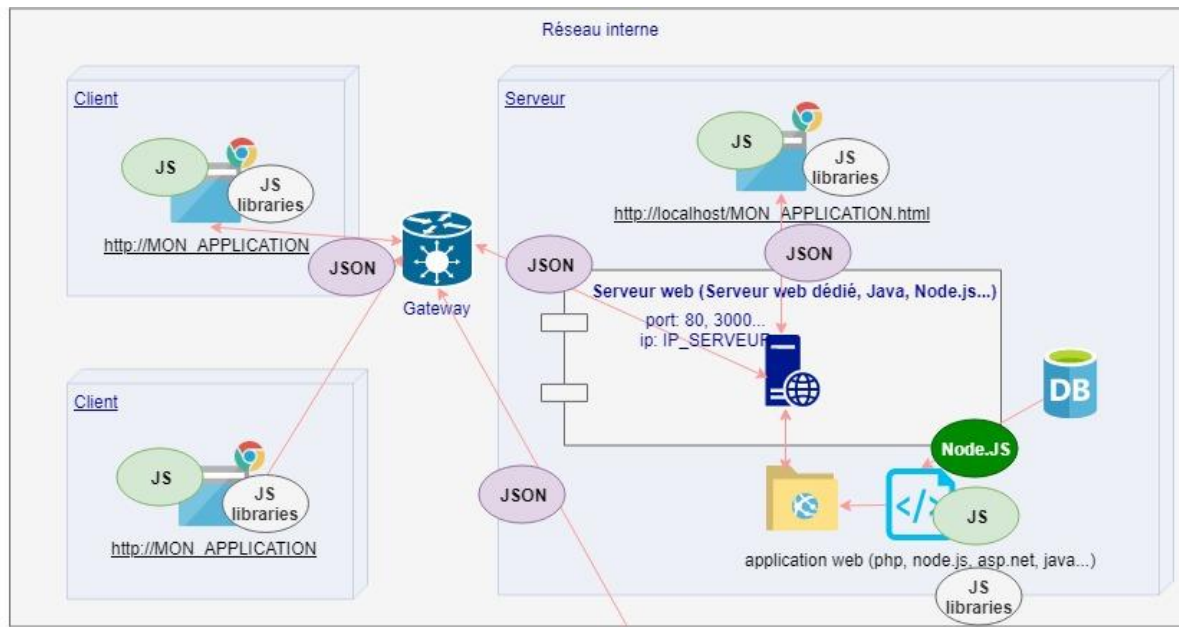 Réseau interne
Client
JS
JS
libraries
http://MON_APPLICATION
JSON
Gateway
Client
JS
JS
libraries
http://MON_APPLICATION
JSON
JSON
Serveur
JS
JS
libraries
http://localhost/MON_APPLICATION.html
JSON
Serveur web (Serveur web dédié, Java, Node.js...)
port: 80, 3000...
ip: IP_SERVEUR
DB
Node.JS
</>
JS
application web (php, node.js, asp.net, java...)
JS
libraries